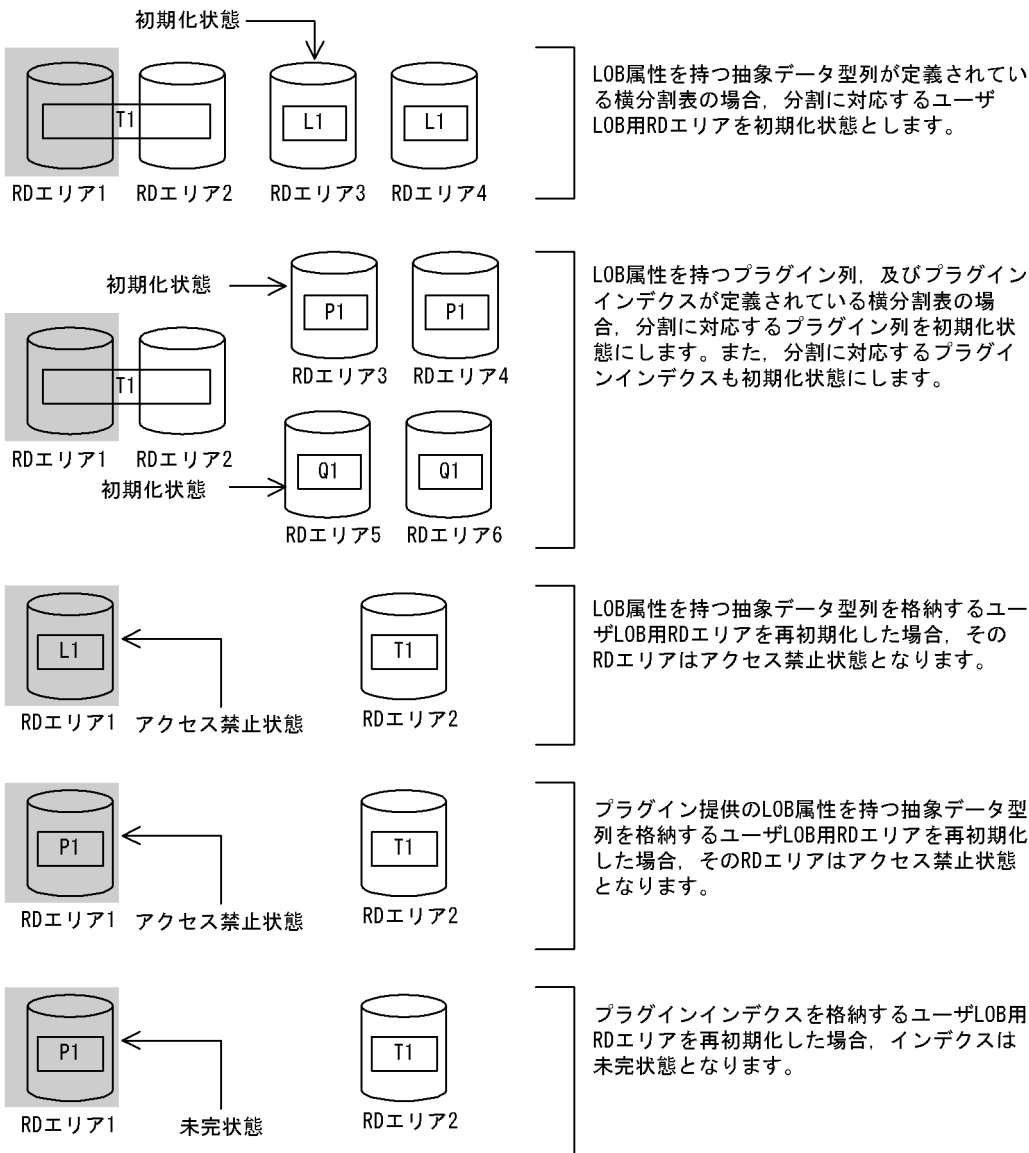 初期化状態
T1
L1
L1
RDエリア1
RDエリア2
RDエリア3
RDエリア4
LOB属性を持つ抽象データ型列が定義されてい
る横分割表の場合，分割に対応するユーザ
LOB用RDエリアを初期化状態とします。
初期化状態
P1
P1
RDエリア3
RDエリア4
T1
RDエリア1
RDエリア2
初期化状態
Q1
Q1
RDエリア5
RDエリア6
LOB属性を持つプラグイン列，及びプラグイン
インデクスが定義されている横分割表の場
合，分割に対応するプラグイン列を初期化状
態にします。また，分割に対応するプラグイ
ンインデクスも初期化状態にします。
L1
T1
RDエリア1
アクセス禁止状態
RDエリア2
LOB属性を持つ抽象データ型列を格納するユー
ザLOB用RDエリアを再初期化した場合，その
RDエリアはアクセス禁止状態となります。
P1
T1
RDエリア1
アクセス禁止状態
RDエリア2
プラグイン提供のLOB属性を持つ抽象データ型
列を格納するユーザLOB用RDエリアを再初期化
した場合，そのRDエリアはアクセス禁止状態
となります。
P1
T1
RDエリア1
未完状態
RDエリア2
プラグインインデクスを格納するユーザLOB用
RDエリアを再初期化した場合，インデクスは
未完状態となります。